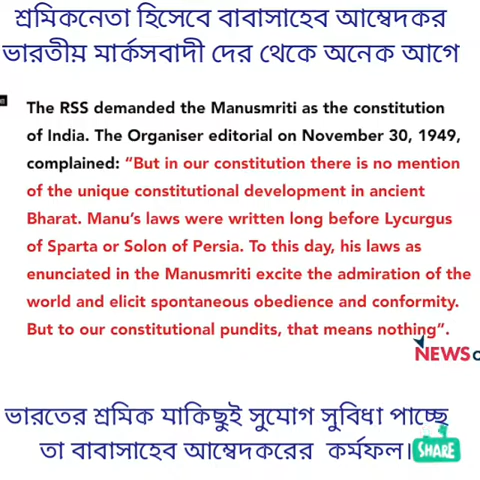 শ্রমিকনেতা হিসেবে বাবাসাহেব আম্বেদকর
ভারতীয় মার্কসবাদী দের থেকে অনেক আগে
The RSS demanded the Manusmriti as the constitution
of India. The Organiser editorial on November 30, 1949,
complained: “But in our constitution there is no mention
of the unique constitutional development in ancient
Bharat. Manu’s laws were written long before Lycurgus
of Sparta or Solon of Persia. To this day, his laws as
enunciated in the Manusmriti excite the admiration of the
world and elicit spontaneous obedience and conformity.
But to our constitutional pundits, that means nothing”.
NEWS
ভারতের শ্রমিক যাকিছুই সুযোগ সুবিধা পাচ্ছে
তা বাবাসাহেব আম্বেদকরের কর্মফল।
SHARE